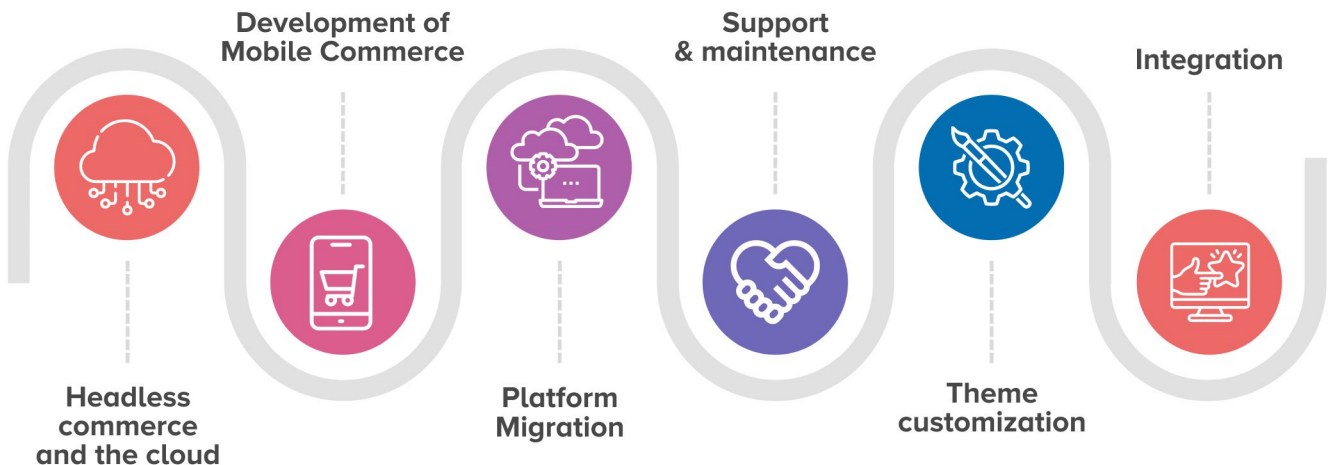 Headless
commerce
and the cloud
Development of
Mobile Commerce
Platform
Migration
Support
& maintenance
Theme
customization
Integration